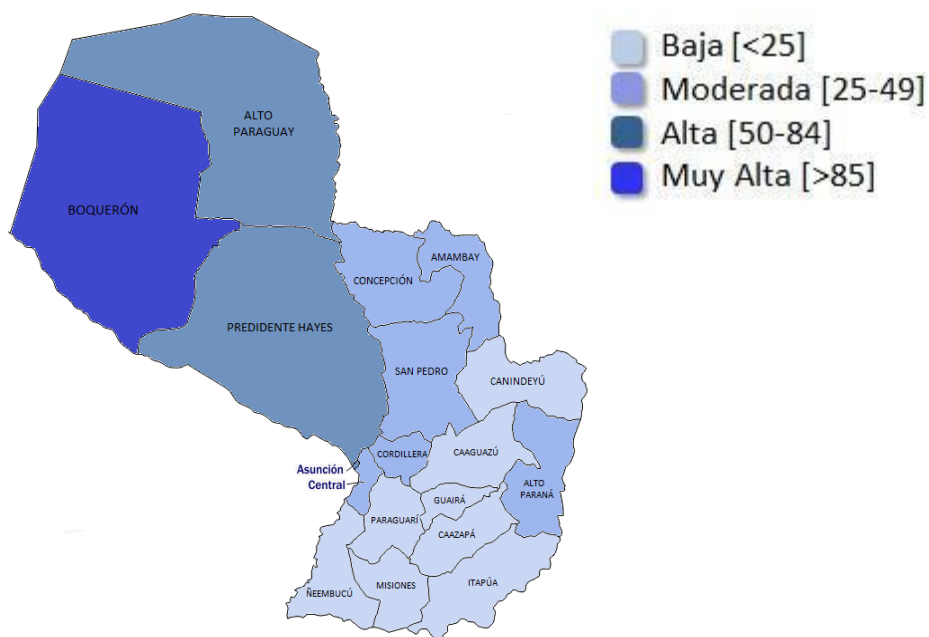 Baja [<25]
Moderada [25-49]
Alta [50-84]
Muy Alta [>85]
ALTO
PARAGUAY
BOQUERÓN
AMAMBAY
CONCEPCIÓN
PREDIDENTE HAYES
SAN PEDRO
CANINDEYÚ
CORDILLERA
CAAGUAZÚ
Asunción
Central
ALTO
PARANÁ
GUAIRÁ
PARAGUARÍ
CAAZAPÁ
ITAPÚA
MISIONES
ÑEEMBUCÚ